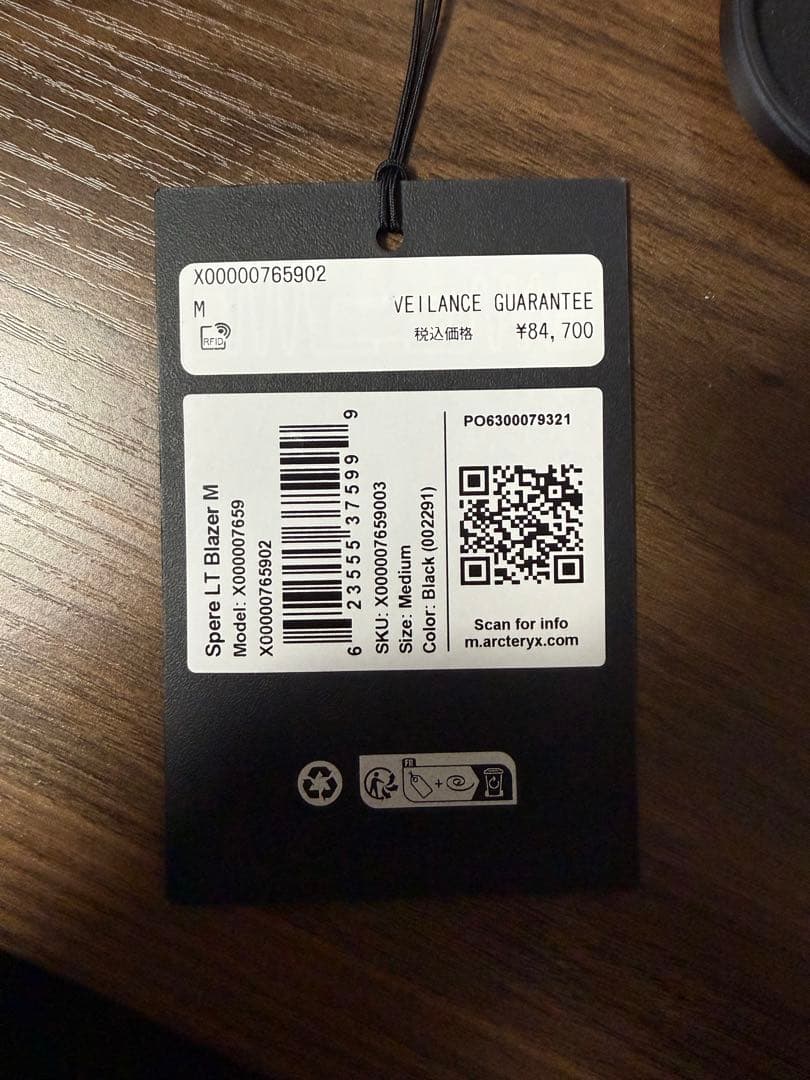 X00000765902
M
VEILANCE GUARANTEE
RFID
税込価格 ¥84,700
Spere LT Blazer M
Model: X000007659
X00000765902
6 23555 37599 9
SKU: X000007659003
Size: Medium
Color: Black (002291)
PO6300079321
Scan for info
m.arcteryx.com
FR